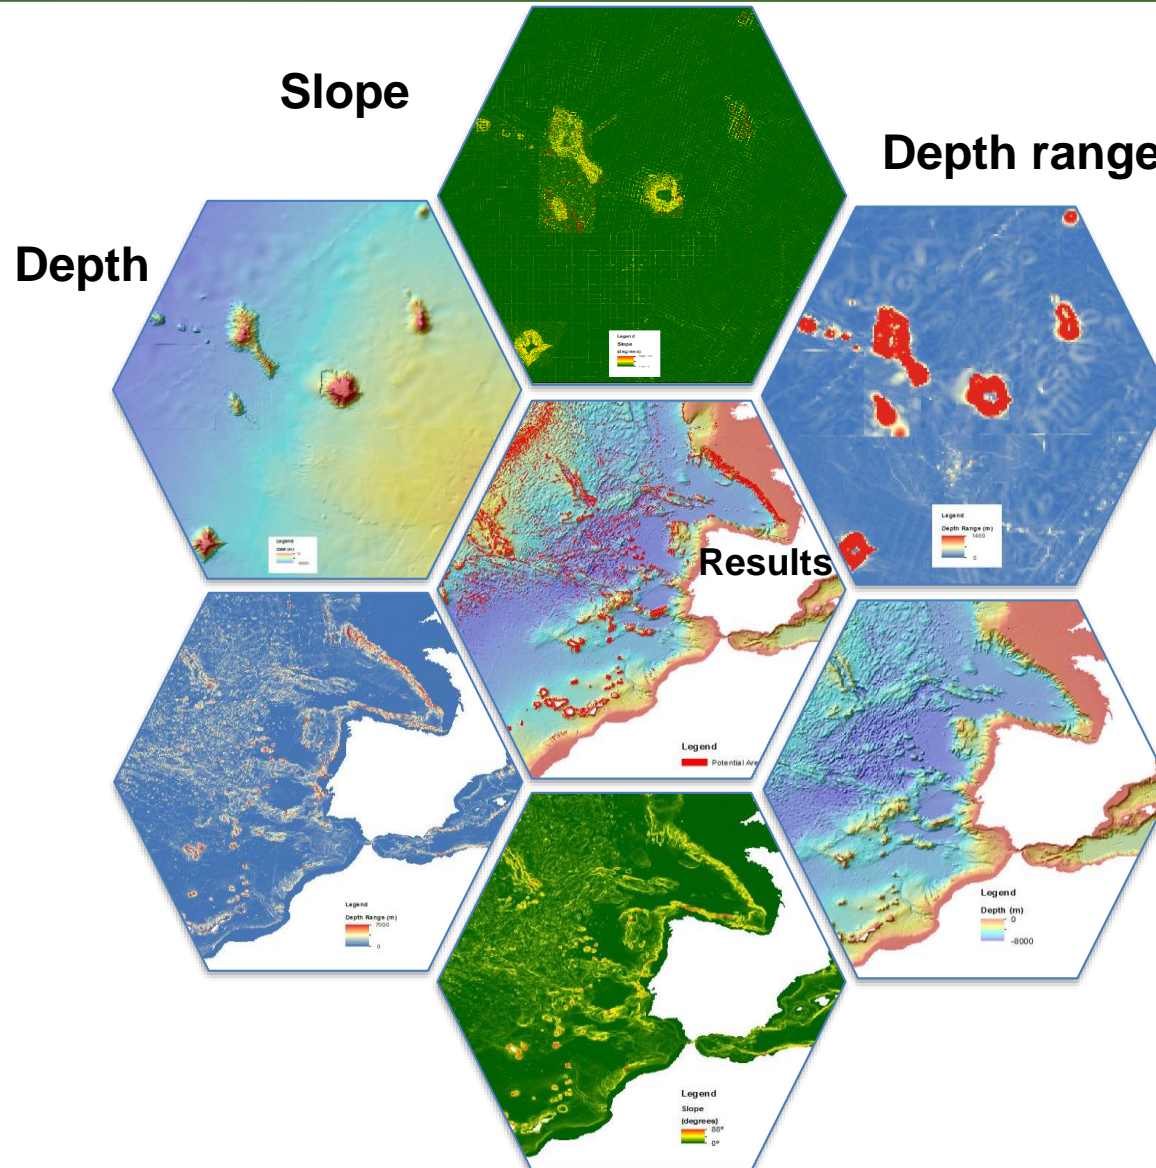 Slope
Depth range
Depth
Legend
Slope
(degrees)
Legend
Legend
Depth Range (m)
1400
0
Results
Legend
Potential Are
Legend
Depth Range (m)
7000
0
Legend
Depth (m)
0
-8000
Legend
Slope
(degrees)
88°
0°